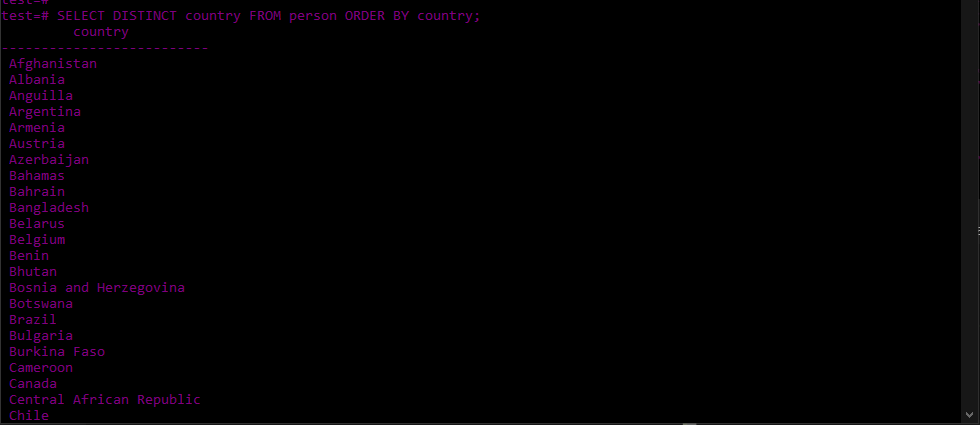 test=#
test=# SELECT DISTINCT country FROM person ORDER BY country;
country
--------------------------
Afghanistan
Albania
Anguilla
Argentina
Armenia
Austria
Azerbaijan
Bahamas
Bahrain
Bangladesh
Belarus
Belgium
Benin
Bhutan
Bosnia and Herzegovina
Botswana
Brazil
Bulgaria
Burkina Faso
Cameroon
Canada
Central African Republic
Chile